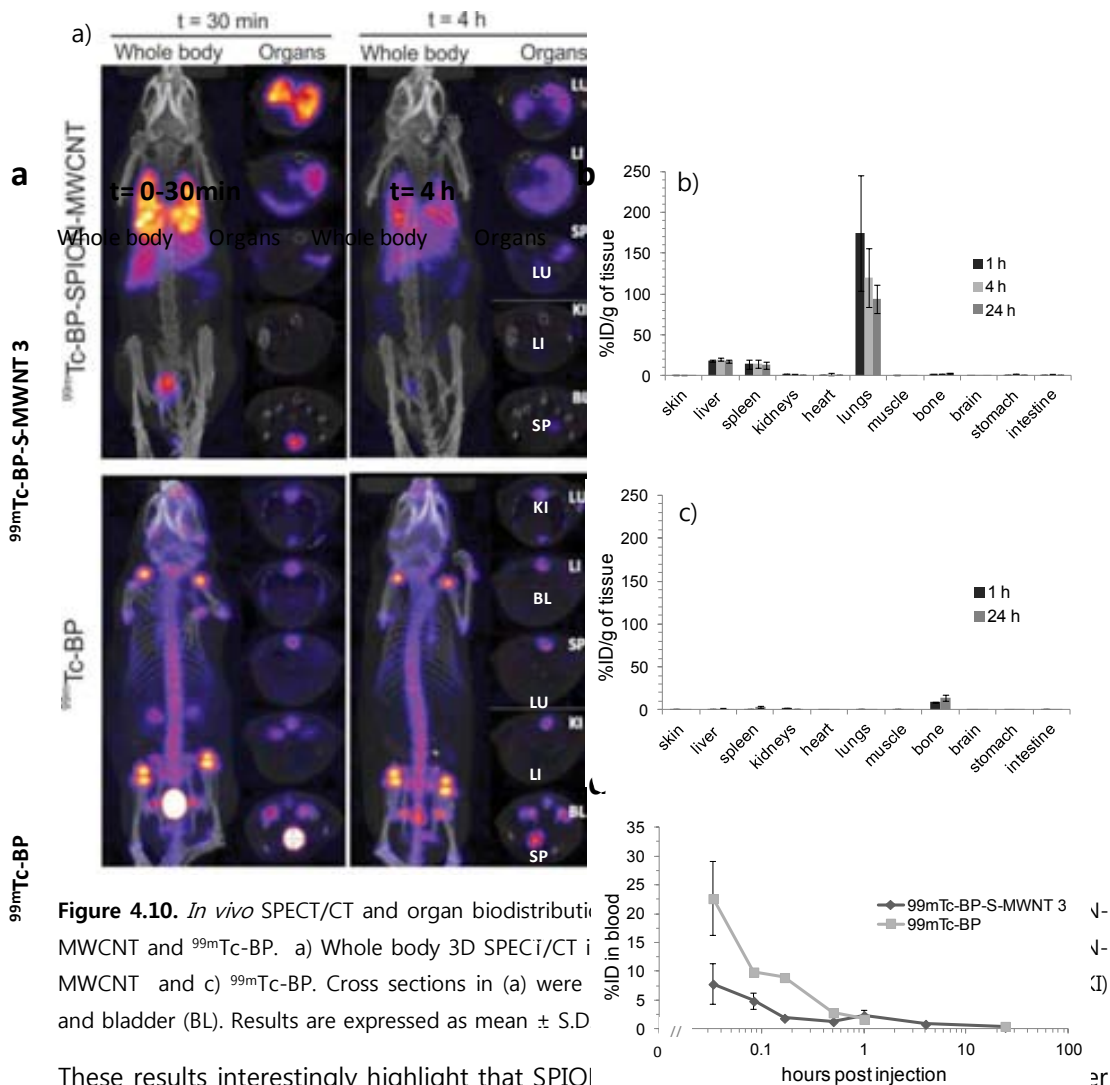 t = 30 min
t = 4 h
a)
Whole body
Organs
Whole body
Organs
99mTc-BP-SPION-MWCNT
LU
LI
SP
KI
BL
a
t= 0-30min
t= 4 h
Whole body
Organs
Whole body
Organs
LU
LI
SP
99mTc-BP-S-MWNT 3
99mTc-BP
LU
LI
SP
KI
BL
KI
BL
LU
LI
SP
99mTc-BP
b
b)
250
200
150
100
50
0
%ID/g of tissue
1 h
4 h
24 h
skin
liver
spleen
kidneys
heart
lungs
muscle
bone
brain
stomach
intestine
c)
250
200
150
100
50
0
%ID/g of tissue
1 h
24 h
skin
liver
spleen
kidneys
heart
lungs
muscle
bone
brain
stomach
intestine
35
30
25
20
15
10
5
0
%ID in blood
99mTc-BP-S-MWNT 3
99mTc-BP
0
//
0.1
1
10
100
hours post injection
Figure 4.10. In vivo SPECT/CT and organ biodistributi
N-
MWCNT and 99mTc-BP. a) Whole body 3D SPECT/CT i
N-
MWCNT and c) 99mTc-BP. Cross sections in (a) were
KI)
and bladder (BL). Results are expressed as mean ± S.D
These results interestingly highlight that SPIO
er